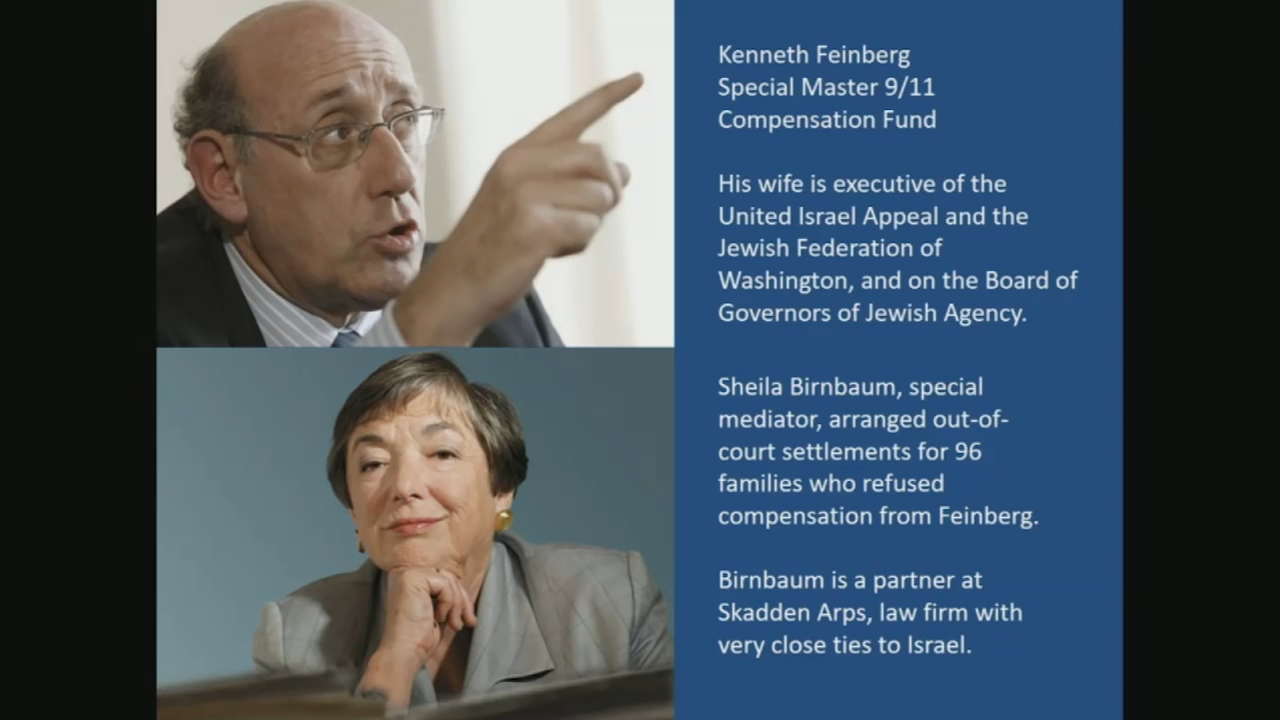 Kenneth Feinberg
Special Master 9/11
Compensation Fund
His wife is executive of the
United Israel Appeal and the
Jewish Federation of
Washington, and on the Board of
Governors of Jewish Agency.
Sheila Birnbaum, special
mediator, arranged out-of-
court settlements for 96
families who refused
compensation from Feinberg.
Birnbaum is a partner at
Skadden Arps, law firm with
very close ties to Israel.